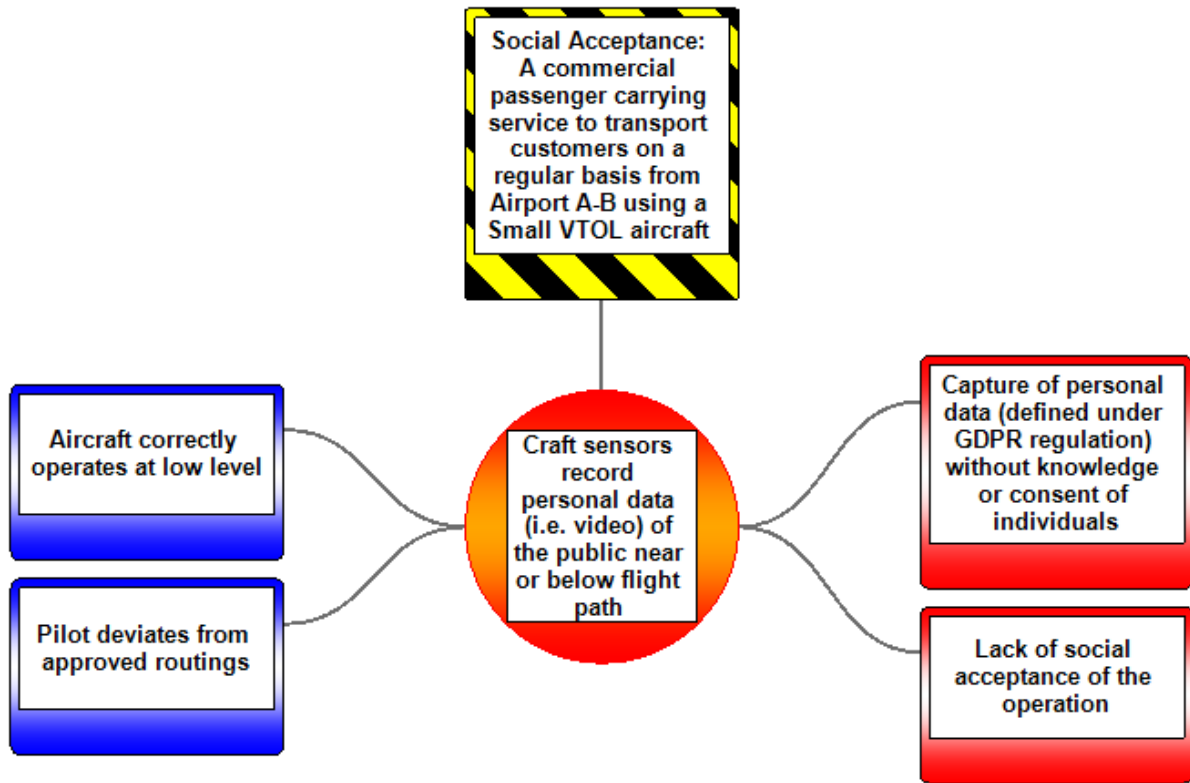 Social Acceptance:
A commercial
passenger carrying
service to transport
customers on a
regular basis from
Airport A-B using a
Small VTOL aircraft
Aircraft correctly
operates at low level
Pilot deviates from
approved routings
Craft sensors
record
personal data
(i.e. video) of
the public near
or below flight
path
Capture of personal
data (defined under
GDPR regulation)
without knowledge
or consent of
individuals
Lack of social
acceptance of the
operation